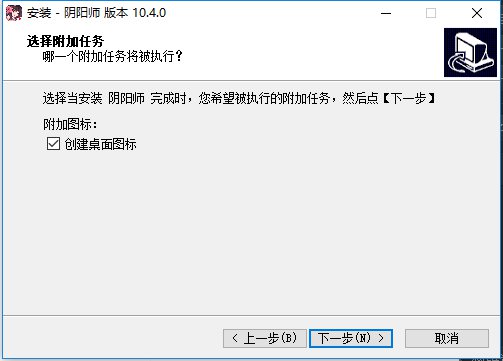 安装 - 阴阳师 版本 10.4.0
选择附加任务
哪一个附加任务将被执行？
选择当安装 阴阳师 完成时，您希望被执行的附加任务，然后点【下一步】
附加图标：
创建桌面图标
< 上一步(B)
下一步(N) >
取消